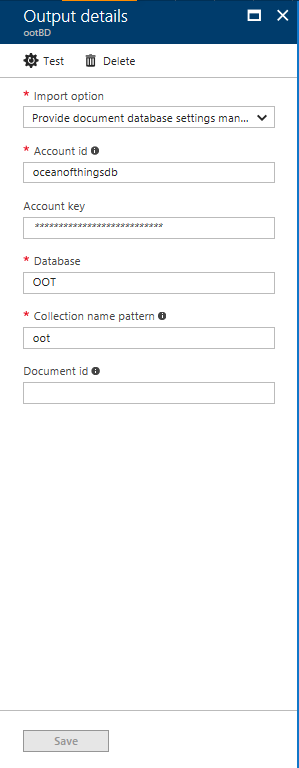 Output details
ootBD
Test Delete
* Import option
Provide document database settings man...
* Account id
oceanofthingsdb
Account key
***************************
* Database
OOT
* Collection name pattern
oot
Document id
Save